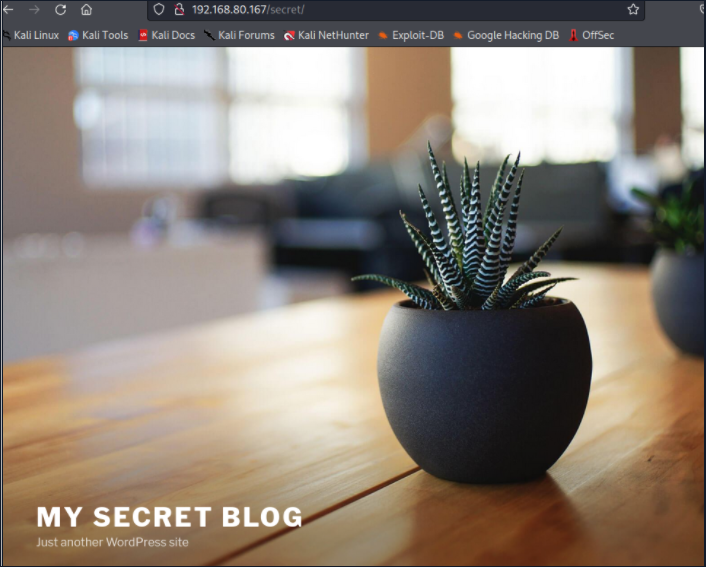 192.168.80.167/secret/
Kali Linux Kali Tools Kali Docs Kali Forums Kali NetHunter Exploit-DB Google Hacking DB OffSec
MY SECRET BLOG
Just another WordPress site